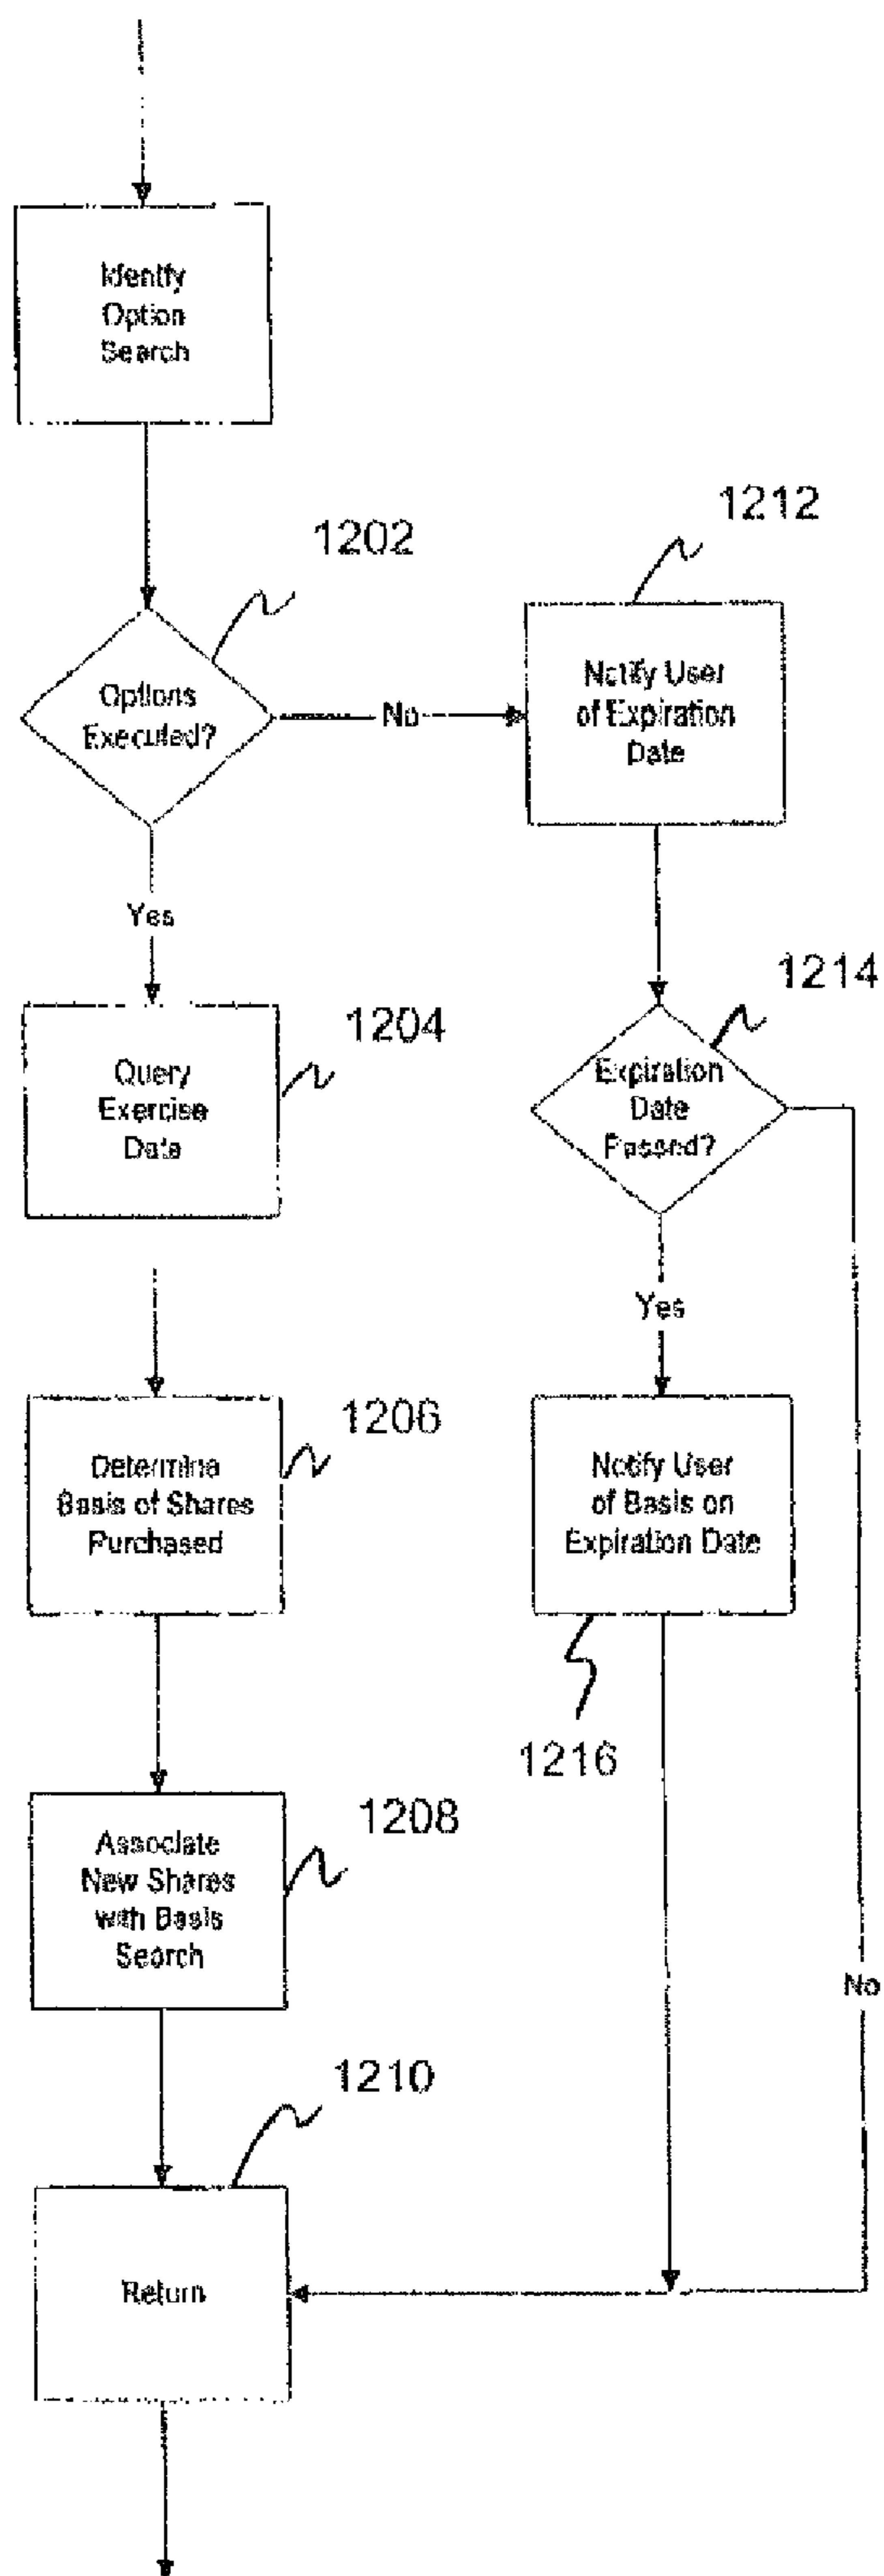 Identify
Option
Search
1202
1212
Options
Executed?
No
Notify User
of Expiration
Date
Yes
1204
1214
Query
Exercise
Date
Expiration
Date
Passed?
Yes
1206
Determine
Basis of Shares
Purchased
Notify User
of Basis on
Expiration Date
1216
1208
Associate
New Shares
with Basis
Search
No
1210
Return